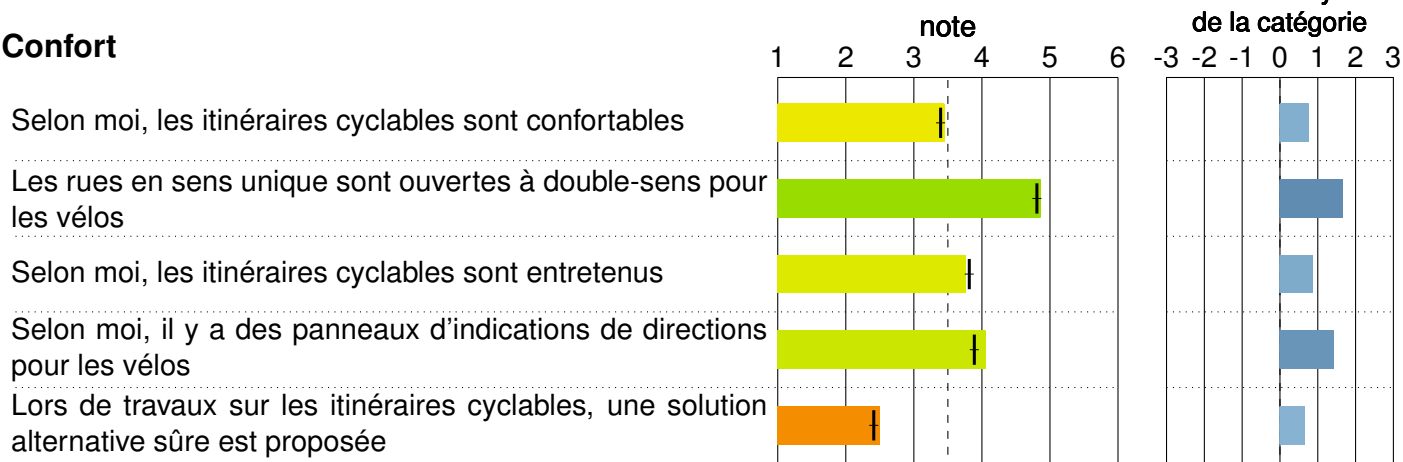 note
de la catégorie
Confort
1 2 3 4 5 6
-3 -2 -1 0 1 2 3
Selon moi, les itinéraires cyclables sont confortables
Les rues en sens unique sont ouvertes à double-sens pour
les vélos
Selon moi, les itinéraires cyclables sont entretenus
Selon moi, il y a des panneaux d'indications de directions
pour les vélos
Lors de travaux sur les itinéraires cyclables, une solution
alternative sûre est proposée